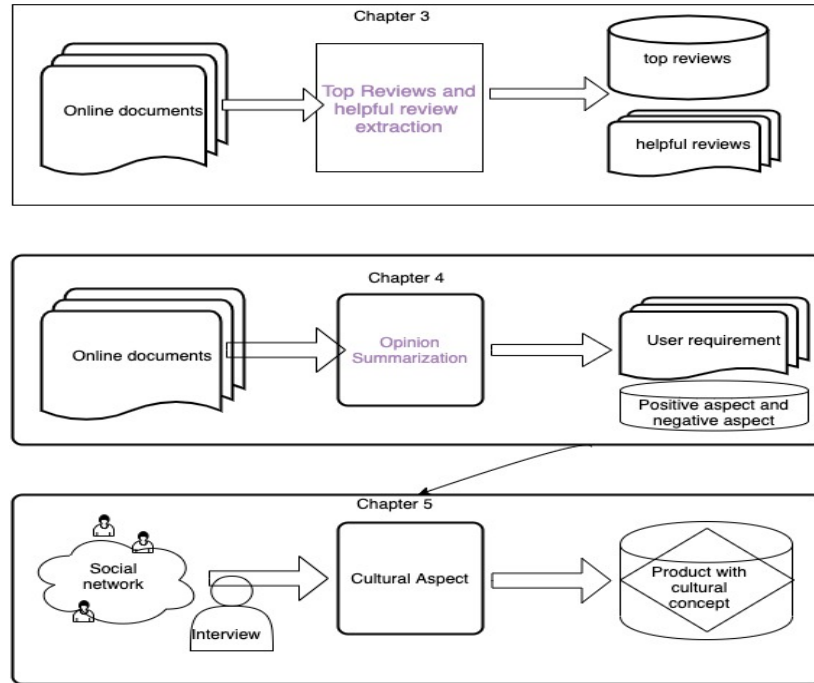 Chapter 3
Online documents
Top Reviews and
helpful review
extraction
top reviews
helpful reviews
Chapter 4
Online documents
Opinion
Summarization
User requirement
Positive aspect and
negative aspect
Chapter 5
Social
network
Interview
Cultural Aspect
Product with
cultural
concept